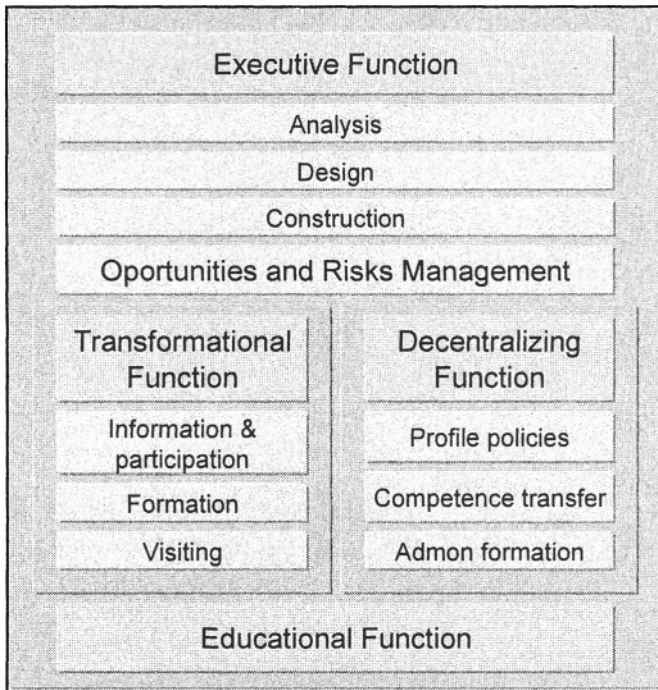 Executive Function
Analysis
Design
Construction
Oportunities and Risks Management
Transformational
Function
Information &
participation
Formation
Visiting
Decentralizing
Function
Profile policies
Competence transfer
Admon formation
Educational Function